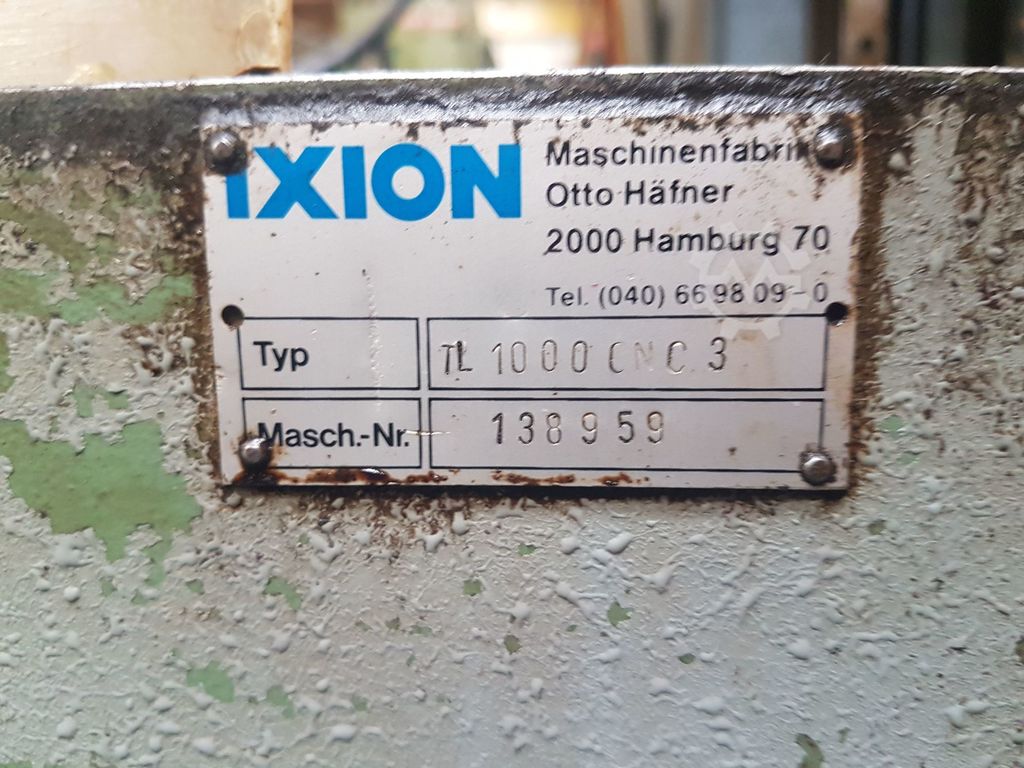 IXION
Maschinenfabrik
Otto Häfner
2000 Hamburg 70
Tel. (040) 66 98 09-0
Typ TL 1000 CNC 3
Masch.-Nr. 138959